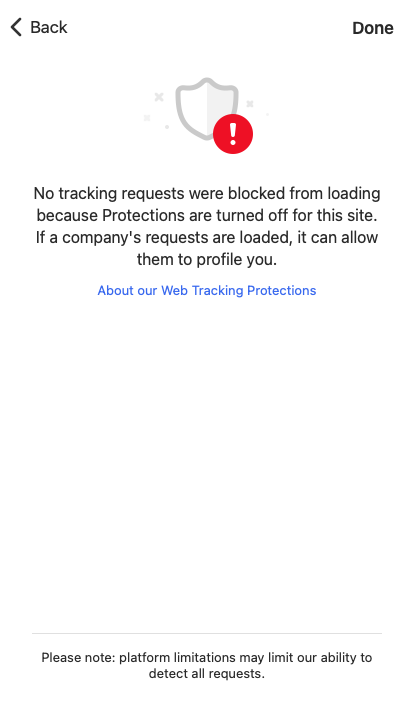 Back
Done
No tracking requests were blocked from loading
because Protections are turned off for this site.
If a company's requests are loaded, it can allow
them to profile you.
About our Web Tracking Protections
Please note: platform limitations may limit our ability to
detect all requests.